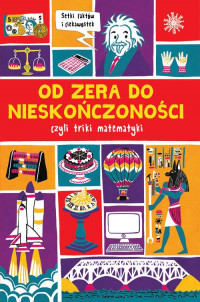 Setki faktów
i ciekawostek
OD ZERA DO
NIESKOŃCZONOŚCI
czyli triki matematyki